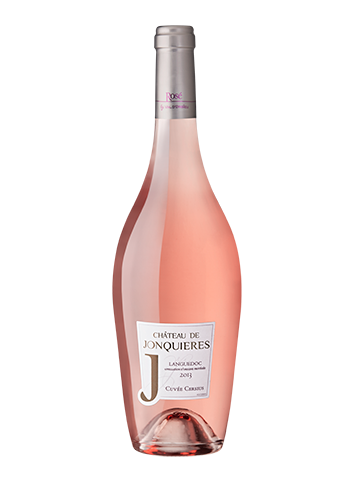 Rosé
CHÂTEAU DE
JONQUIERES
J
LANGUEDOC
2013
CUVÉE